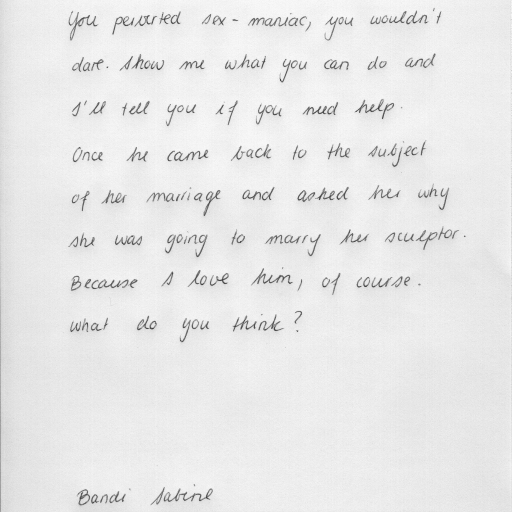 You perverted sex-maniac, you wouldn't
dare. Show me what you can do and
I'll tell you if you need help.
Once he came back to the subject
of her marriage and asked her why
she was going to marry her sculptor.
Because I love him, of course.
What do you think?
Bandi Sabine